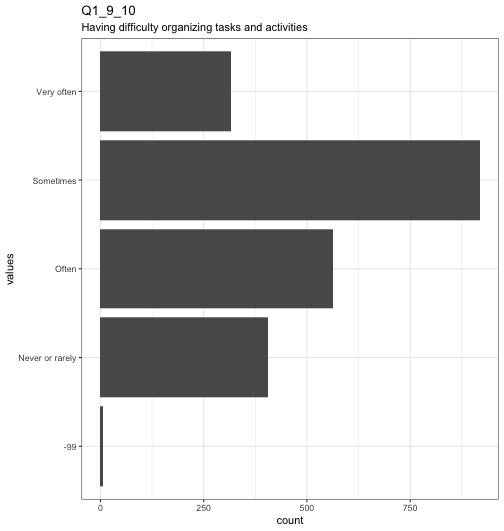 Q1_9_10
Having difficulty organizing tasks and activities
Very often
Sometimes
Often
Never or rarely
-99
values
0
250
500
750
count